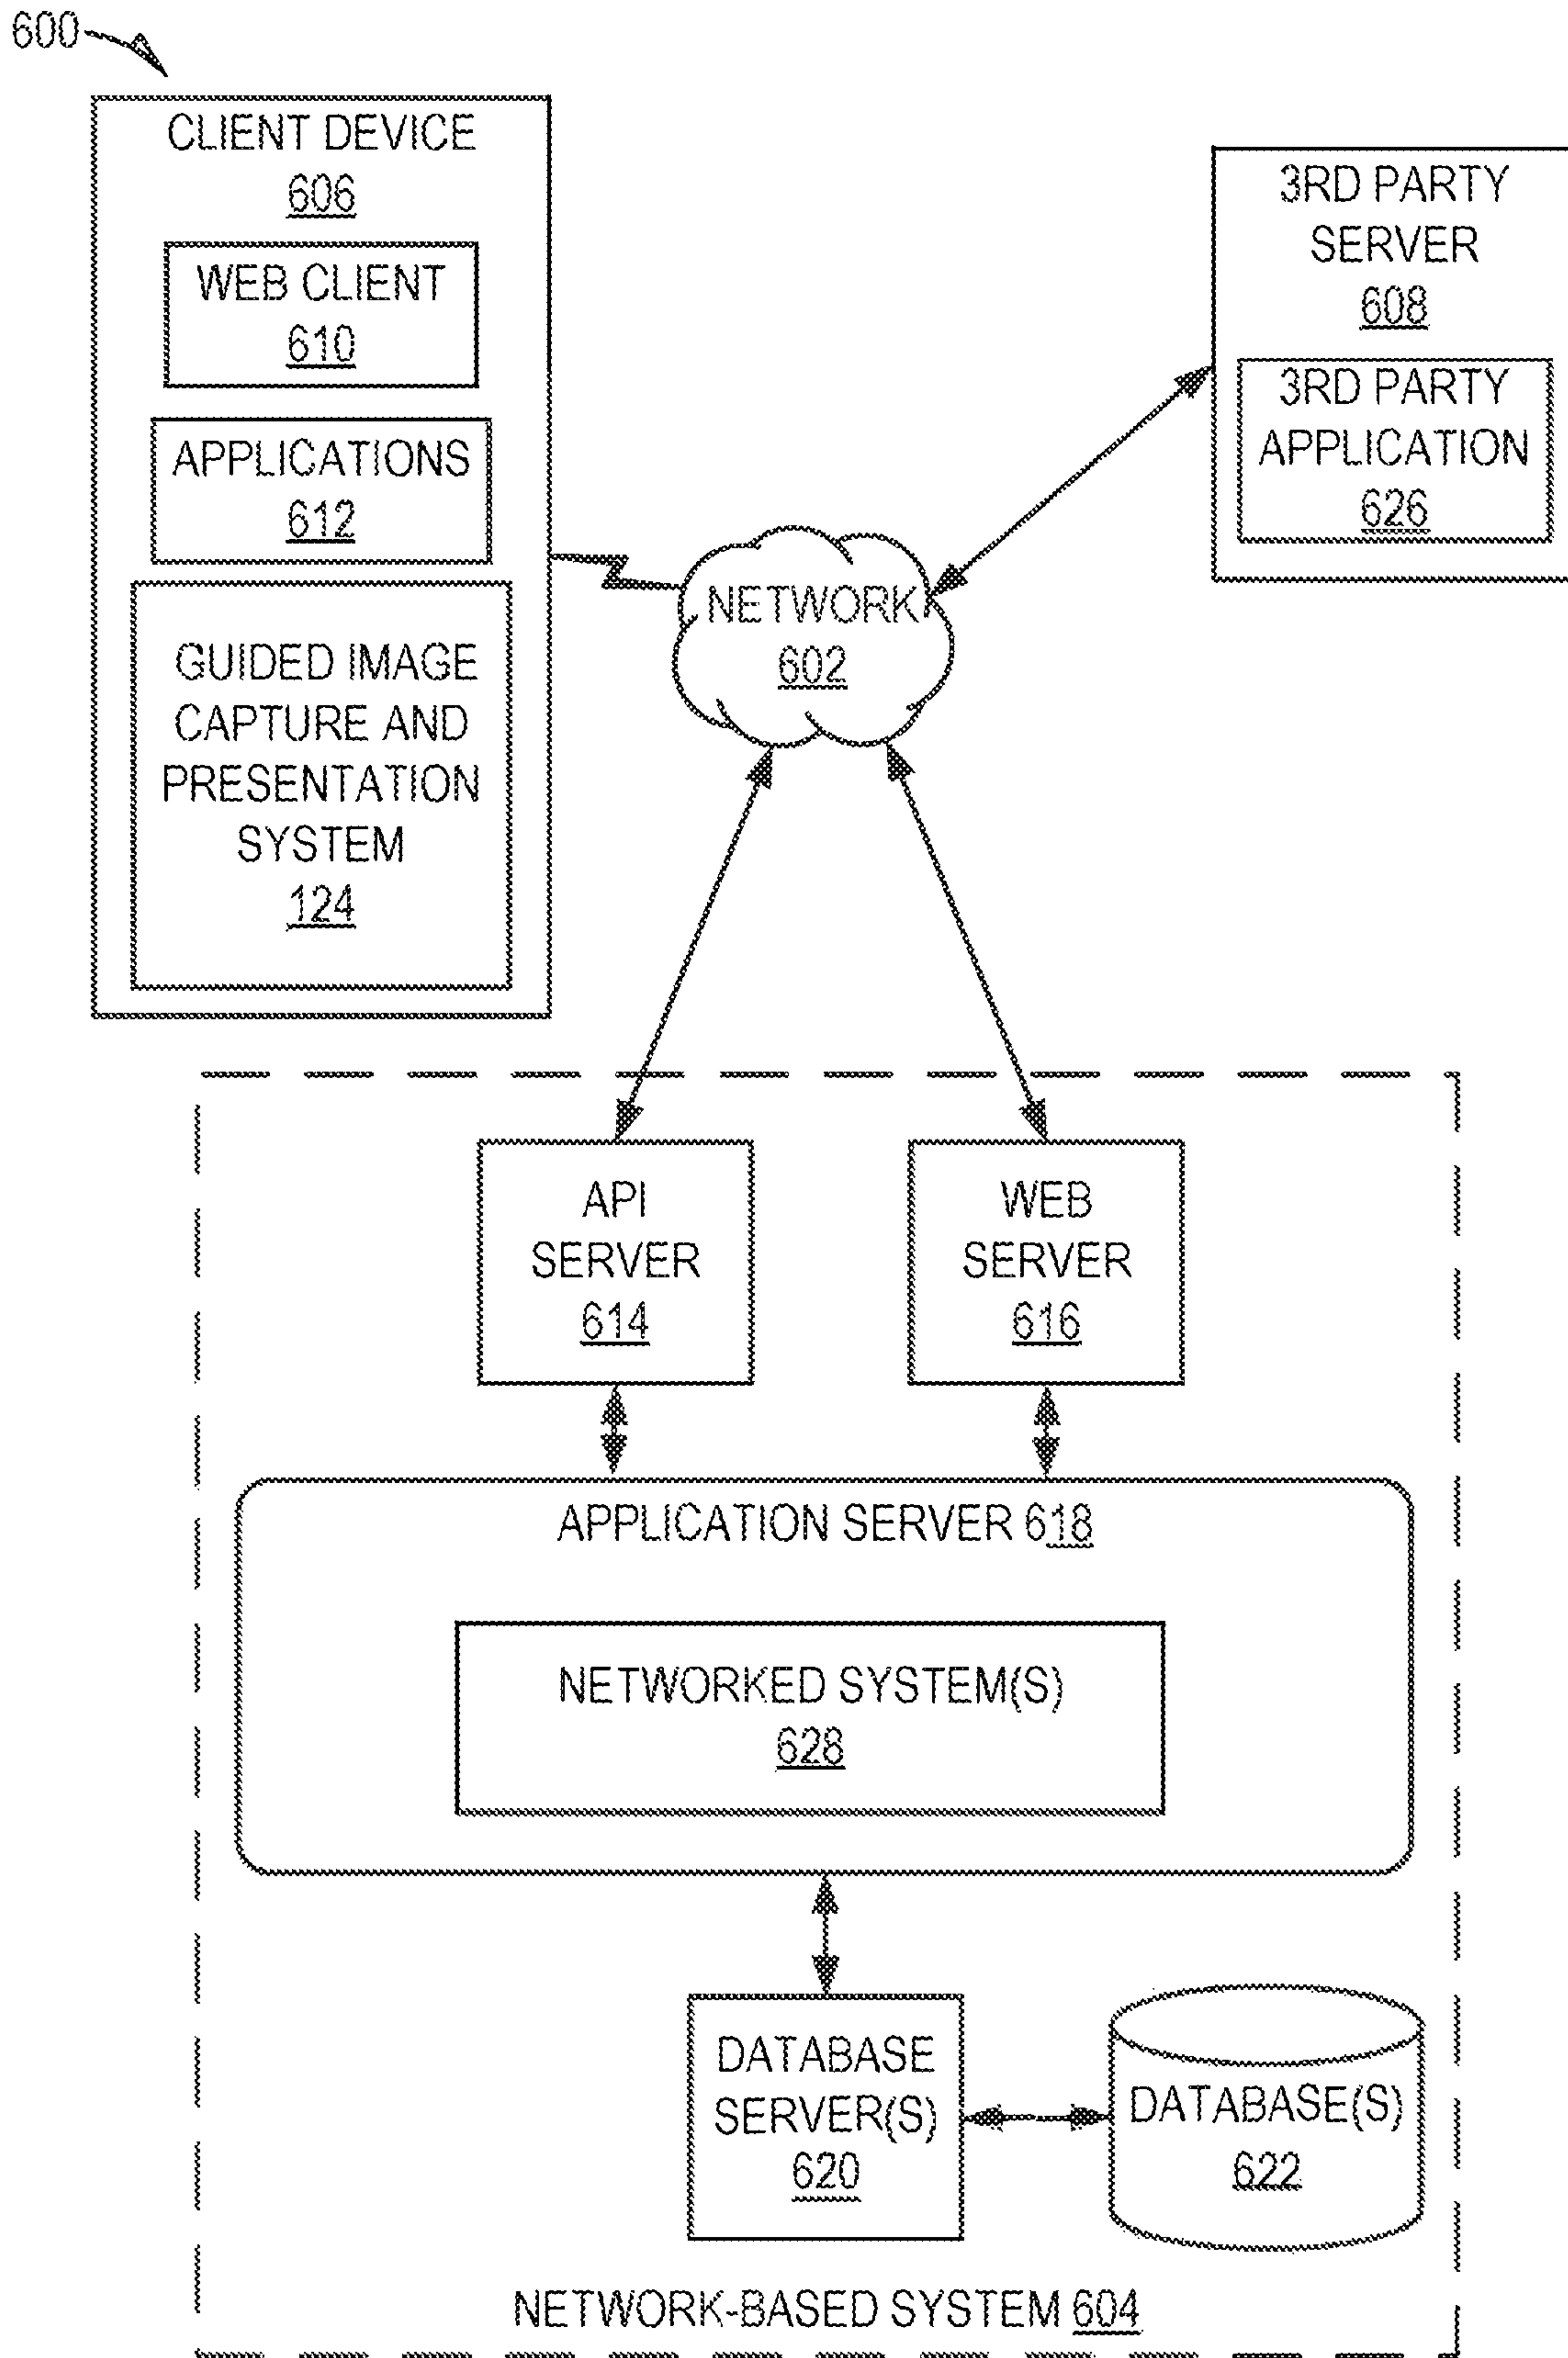 600
CLIENT DEVICE
606
WEB CLIENT
610
APPLICATIONS
612
GUIDED IMAGE
CAPTURE AND
PRESENTATION
SYSTEM
124
3RD PARTY
SERVER
608
3RD PARTY
APPLICATION
626
NETWORK
602
API
SERVER
614
WEB
SERVER
616
APPLICATION SERVER 618
NETWORKED SYSTEM(S)
628
DATABASE
SERVER(S)
620
DATABASE(S)
622
NETWORK-BASED SYSTEM 604